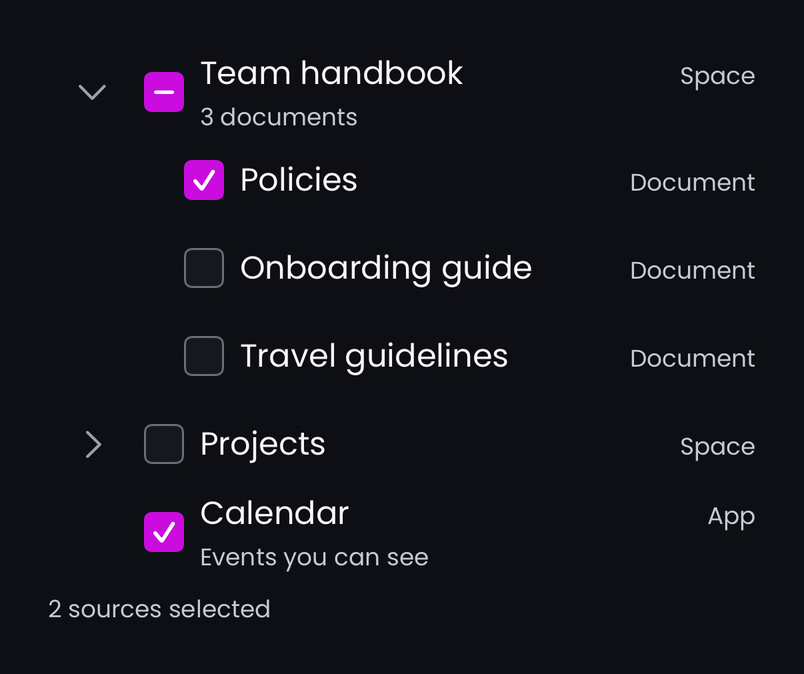 Team handbook Space
3 documents
Policies Document
Onboarding guide Document
Travel guidelines Document
Projects Space
Calendar App
Events you can see
2 sources selected